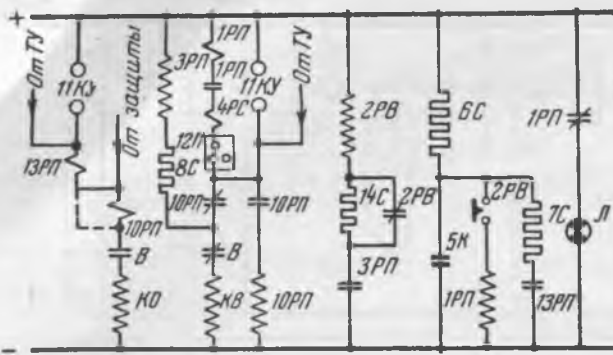 +
От ТУ
11КУ
13РП
От защиты
10РП
В
КО
3РП
8С
1РП
1РП
4РС
12П
10РП
В
КВ
11КУ
От ТУ
10РП
10РП
2РВ
14С
2РВ
3РП
6С
5К
2РВ
1РП
7С
13РП
1РП
Л
–